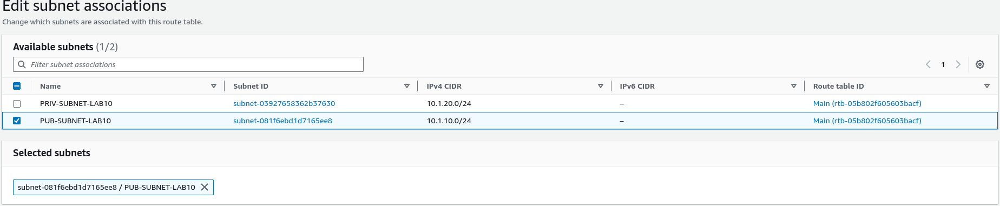 Edit subnet associations
Change which subnets are associated with this route table.
Available subnets (1/2)
Filter subnet associations
1
Name Subnet ID IPv4 CIDR IPv6 CIDR Route table ID
PRIV-SUBNET-LAB10 subnet-03927658362b37630 10.1.20.0/24 – Main (rtb-05b802f605603bacf)
PUB-SUBNET-LAB10 subnet-081f6ebd1d7165ee8 10.1.10.0/24 – Main (rtb-05b802f605603bacf)
Selected subnets
subnet-081f6ebd1d7165ee8 / PUB-SUBNET-LAB10